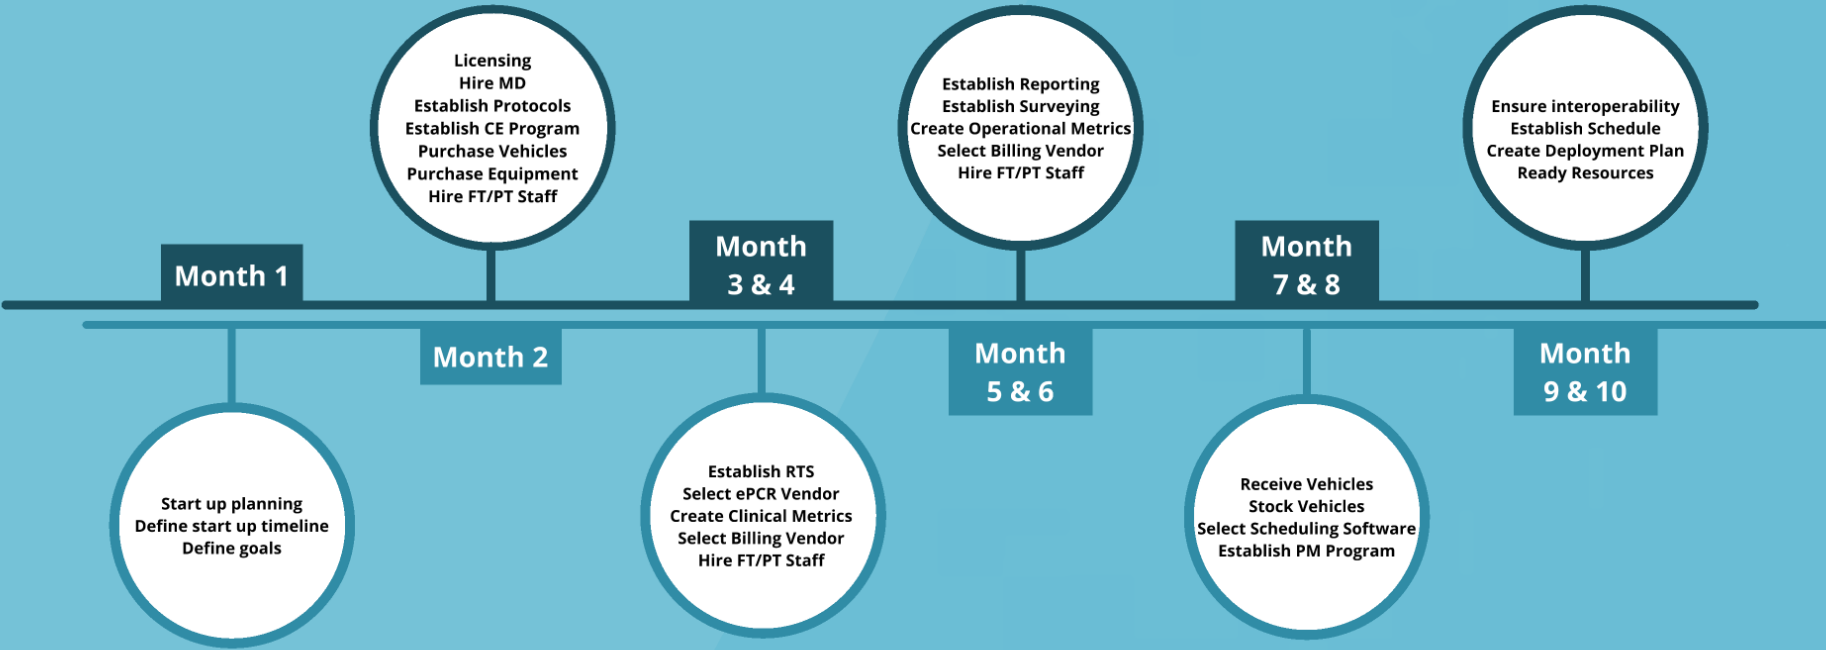 Month 1
Start up planning
Define start up timeline
Define goals
Licensing
Hire MD
Establish Protocols
Establish CE Program
Purchase Vehicles
Purchase Equipment
Hire FT/PT Staff
Month 2
Month
3 & 4
Establish RTS
Select ePCR Vendor
Create Clinical Metrics
Select Billing Vendor
Hire FT/PT Staff
Establish Reporting
Establish Surveying
Create Operational Metrics
Select Billing Vendor
Hire FT/PT Staff
Month
5 & 6
Month
7 & 8
Receive Vehicles
Stock Vehicles
Select Scheduling Software
Establish PM Program
Ensure interoperability
Establish Schedule
Create Deployment Plan
Ready Resources
Month
9 & 10